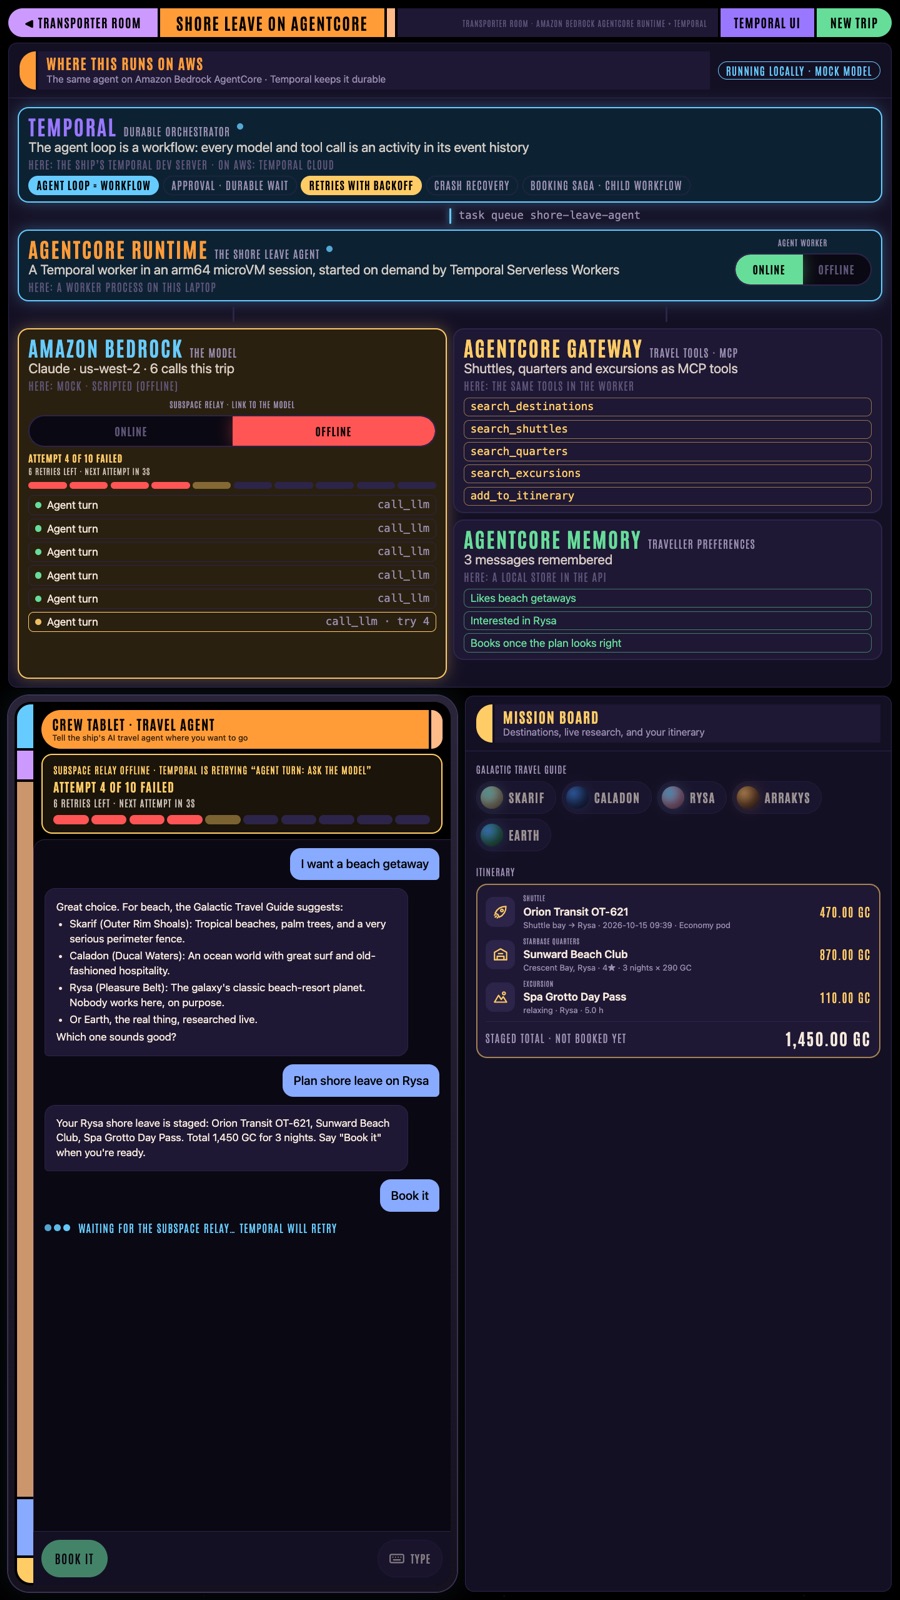 ◀ TRANSPORTER ROOM
SHORE LEAVE ON AGENTCORE
TRANSPORTER ROOM · AMAZON BEDROCK AGENTCORE RUNTIME + TEMPORAL
TEMPORAL UI
NEW TRIP
WHERE THIS RUNS ON AWS
The same agent on Amazon Bedrock AgentCore · Temporal keeps it durable
RUNNING LOCALLY · MOCK MODEL
TEMPORAL DURABLE ORCHESTRATOR
The agent loop is a workflow: every model and tool call is an activity in its event history
HERE: THE SHIP'S TEMPORAL DEV SERVER · ON AWS: TEMPORAL CLOUD
AGENT LOOP = WORKFLOW
APPROVAL · DURABLE WAIT
RETRIES WITH BACKOFF
CRASH RECOVERY
BOOKING SAGA · CHILD WORKFLOW
task queue shore-leave-agent
AGENTCORE RUNTIME THE SHORE LEAVE AGENT
A Temporal worker in an arm64 microVM session, started on demand by Temporal Serverless Workers
HERE: A WORKER PROCESS ON THIS LAPTOP
AGENT WORKER
ONLINE
OFFLINE
AMAZON BEDROCK THE MODEL
Claude · us-west-2 · 6 calls this trip
HERE: MOCK · SCRIPTED (OFFLINE)
SUBSPACE RELAY · LINK TO THE MODEL
ONLINE
OFFLINE
ATTEMPT 4 OF 10 FAILED
6 RETRIES LEFT · NEXT ATTEMPT IN 3S
Agent turn call_llm
Agent turn call_llm
Agent turn call_llm
Agent turn call_llm
Agent turn call_llm
Agent turn call_llm · try 4
AGENTCORE GATEWAY TRAVEL TOOLS · MCP
Shuttles, quarters and excursions as MCP tools
HERE: THE SAME TOOLS IN THE WORKER
search_destinations
search_shuttles
search_quarters
search_excursions
add_to_itinerary
AGENTCORE MEMORY TRAVELLER PREFERENCES
3 messages remembered
HERE: A LOCAL STORE IN THE API
Likes beach getaways
Interested in Rysa
Books once the plan looks right
CREW TABLET · TRAVEL AGENT
Tell the ship's AI travel agent where you want to go
SUBSPACE RELAY OFFLINE · TEMPORAL IS RETRYING “AGENT TURN: ASK THE MODEL”
ATTEMPT 4 OF 10 FAILED
6 RETRIES LEFT · NEXT ATTEMPT IN 3S
I want a beach getaway
Great choice. For beach, the Galactic Travel Guide suggests:
• Skarif (Outer Rim Shoals): Tropical beaches, palm trees, and a very
serious perimeter fence.
• Caladon (Ducal Waters): An ocean world with great surf and old-
fashioned hospitality.
• Rysa (Pleasure Belt): The galaxy's classic beach-resort planet.
Nobody works here, on purpose.
• Or Earth, the real thing, researched live.
Which one sounds good?
Plan shore leave on Rysa
Your Rysa shore leave is staged: Orion Transit OT-621, Sunward Beach
Club, Spa Grotto Day Pass. Total 1,450 GC for 3 nights. Say "Book it"
when you're ready.
Book it
WAITING FOR THE SUBSPACE RELAY… TEMPORAL WILL RETRY
BOOK IT
TYPE
MISSION BOARD
Destinations, live research, and your itinerary
GALACTIC TRAVEL GUIDE
SKARIF
CALADON
RYSA
ARRAKYS
EARTH
ITINERARY
SHUTTLE
Orion Transit OT-621 470.00 GC
Shuttle bay → Rysa · 2026-10-15 09:39 · Economy pod
STARBASE QUARTERS
Sunward Beach Club 870.00 GC
Crescent Bay, Rysa · 4★ · 3 nights × 290 GC
EXCURSION
Spa Grotto Day Pass 110.00 GC
relaxing · Rysa · 5.0 h
STAGED TOTAL · NOT BOOKED YET 1,450.00 GC